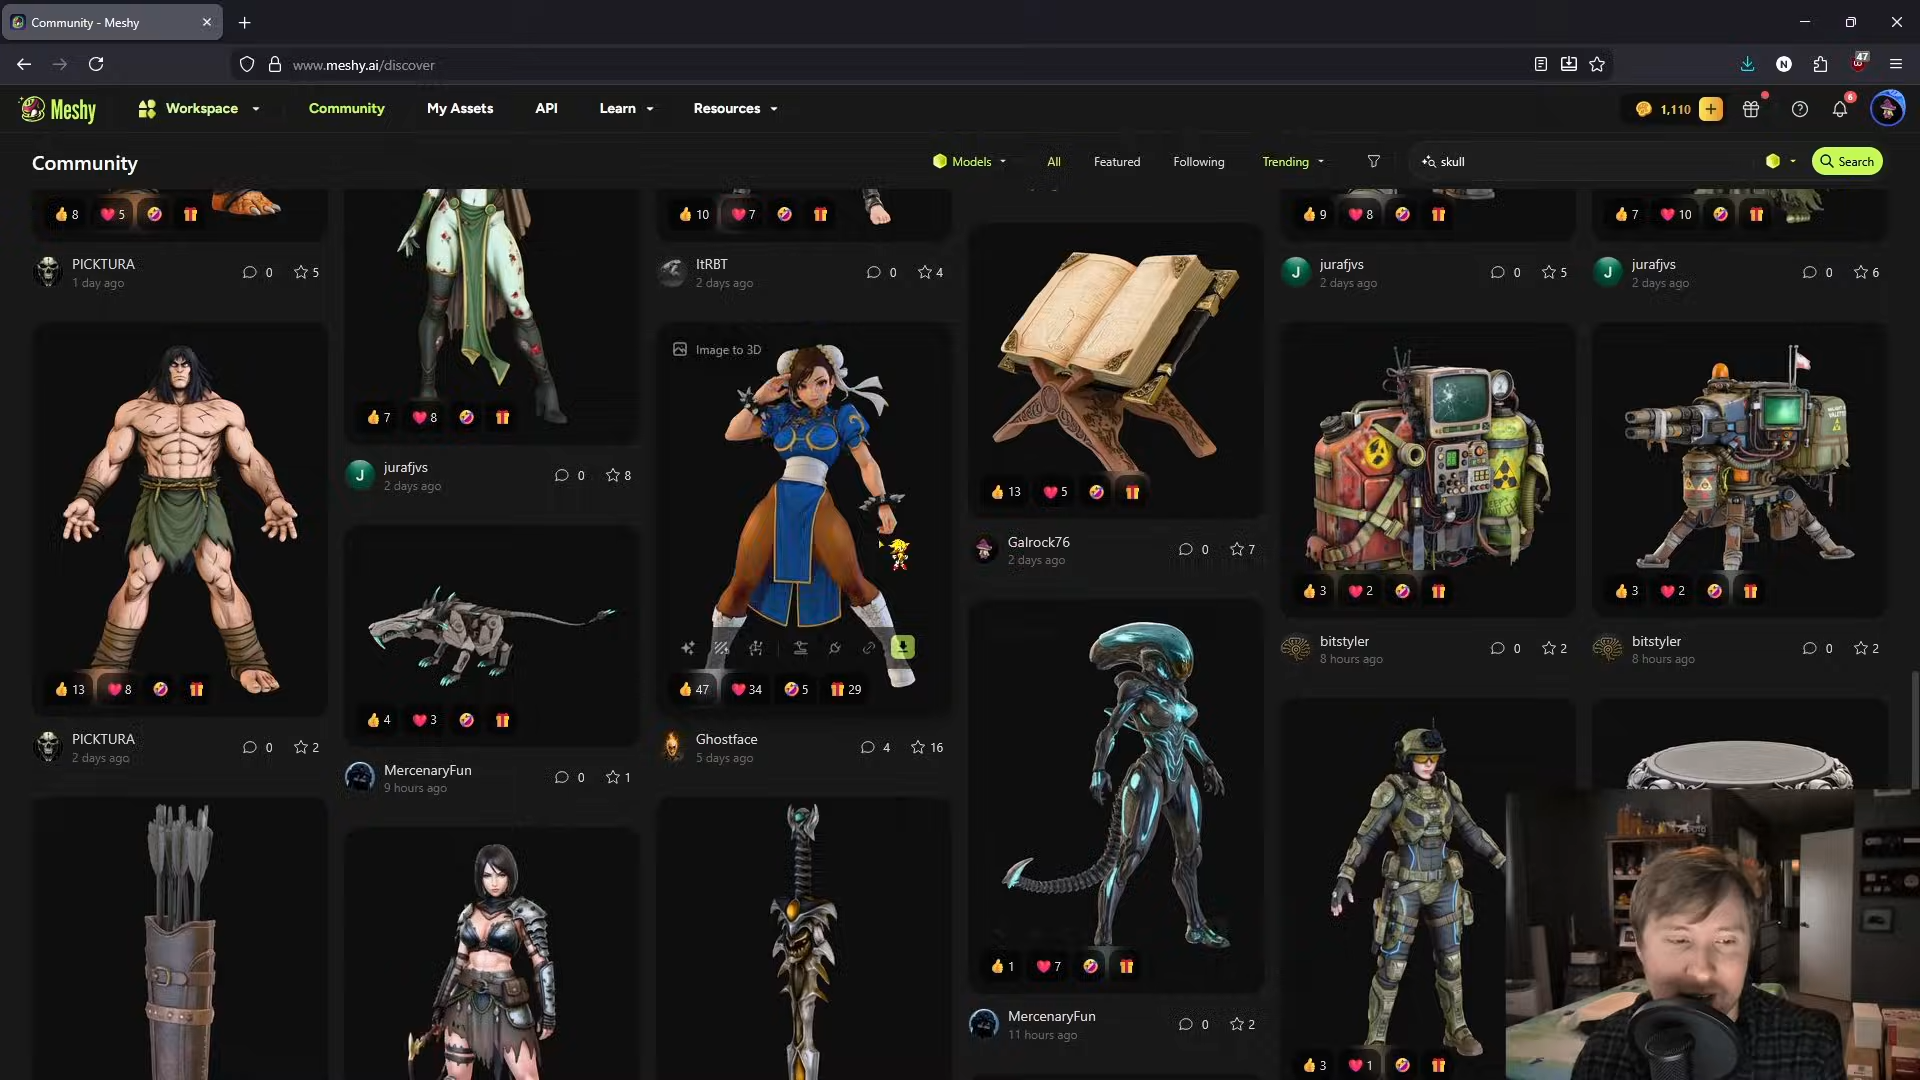 Community - Meshy
www.meshy.ai/discover
47
Meshy
Workspace
Community
My Assets
API
Learn
Resources
1,110
6
Community
Models
All
Featured
Following
Trending
skull
Search
8 5
PICKTURA
1 day ago
0 5
13 8
PICKTURA
2 days ago
0 2
7 8
jurafjvs
2 days ago
0 8
4 3
MercenaryFun
9 hours ago
0 1
10 7
ItRBT
2 days ago
0 4
Image to 3D
47 34 5 29
Ghostface
5 days ago
4 16
13 5
Galrock76
2 days ago
0 7
1 7
MercenaryFun
11 hours ago
0 2
9 8
J
jurafjvs
2 days ago
0 5
3 2
bitstyler
8 hours ago
0 2
3 1
7 10
J
jurafjvs
2 days ago
0 6
3 2
bitstyler
8 hours ago
0 2